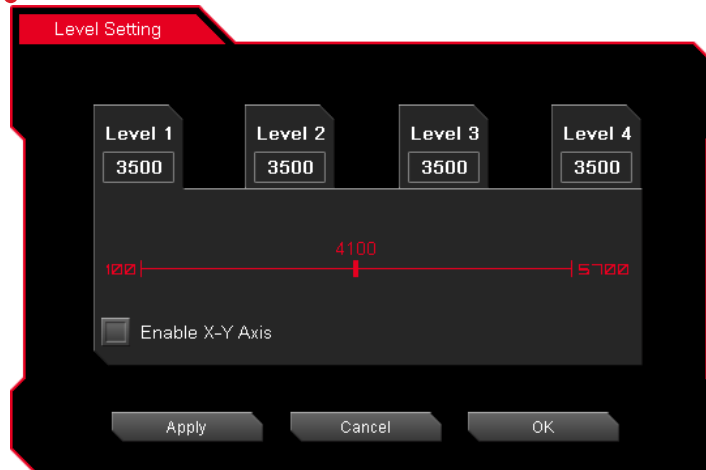 Level Setting
Level 1 Level 2 Level 3 Level 4
3500 3500 3500 3500
4100
100 5700
Enable X-Y Axis
Apply Cancel OK